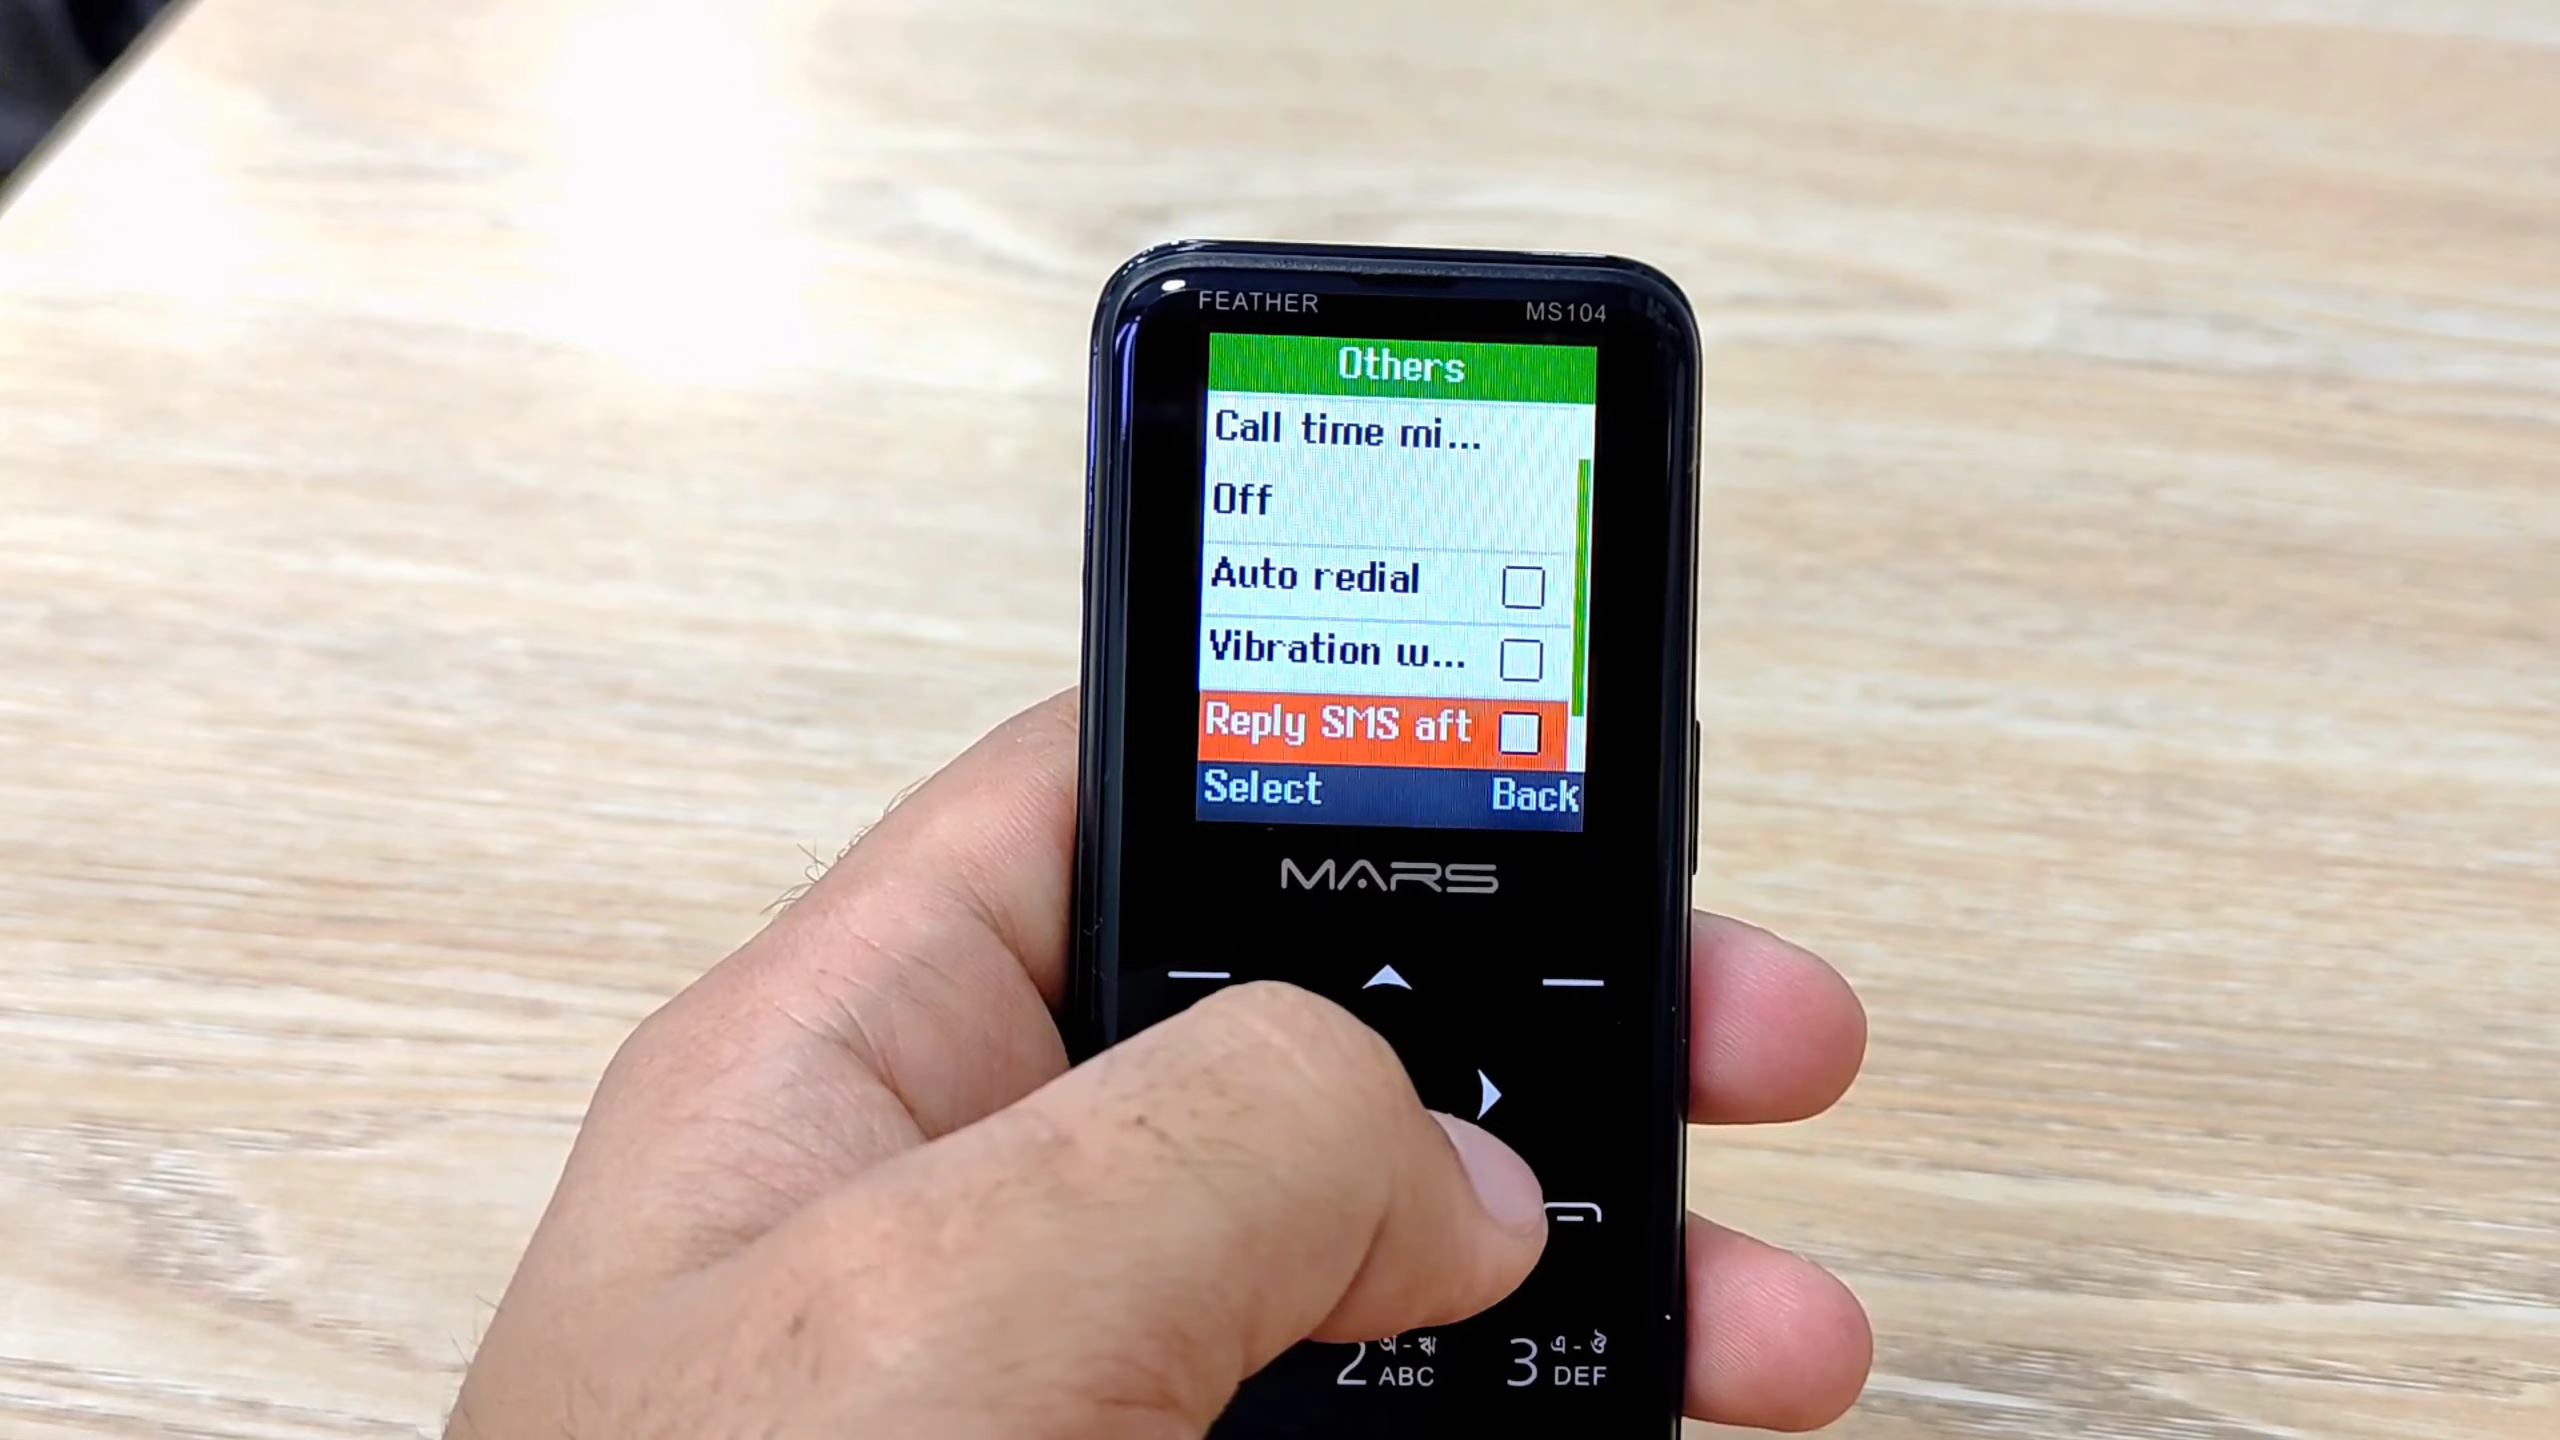 FEATHER MS104
Others
Call time mi...
Off
Auto redial
Vibration w...
Reply SMS aft
Select Back
MARS
2 ABC
3 DEF